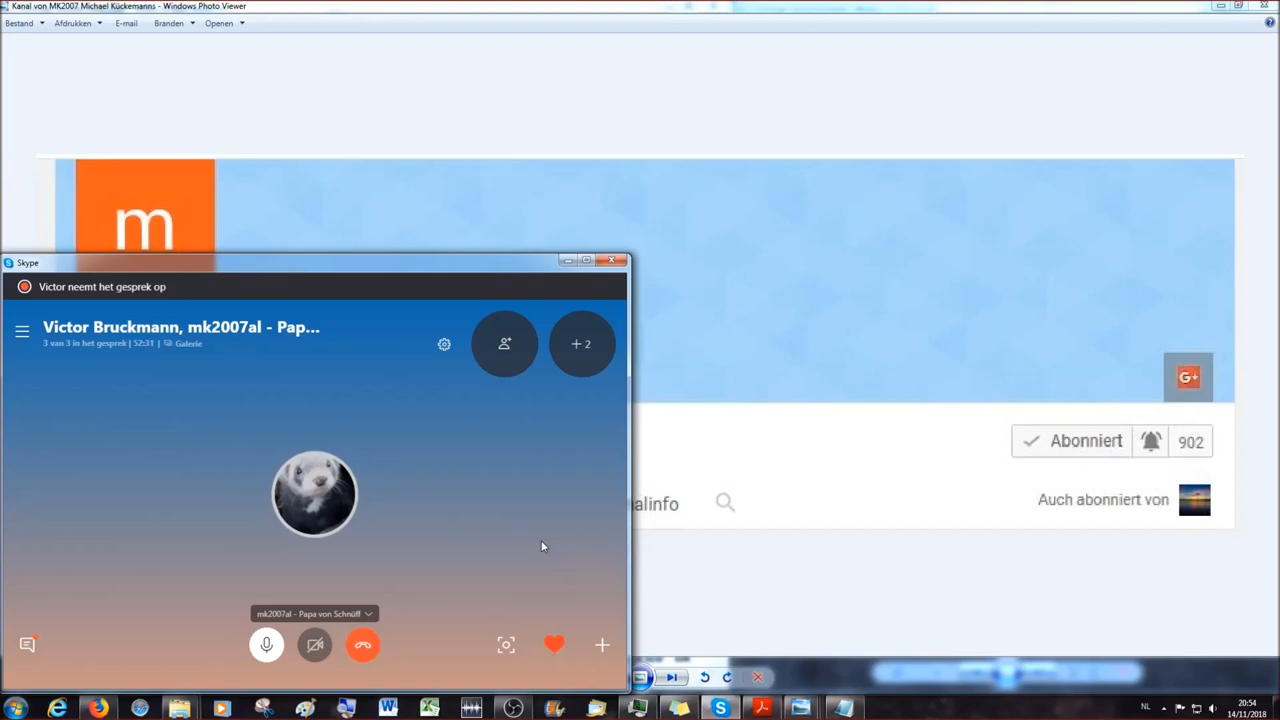 Kanal von MK2007 Michael Kückemanns - Windows Photo Viewer
Bestand Afdrukken E-mail Branden Openen
m
Skype
Victor neemt het gesprek op
Victor Bruckmann, mk2007al - Pap...
3 van 3 in het gesprek | 52:31 | Galerie
+ 2
G+
Abonniert 902
alinfo
Auch abonniert von
mk2007al - Papa von Schnüff
NL 20:54
14/11/2018